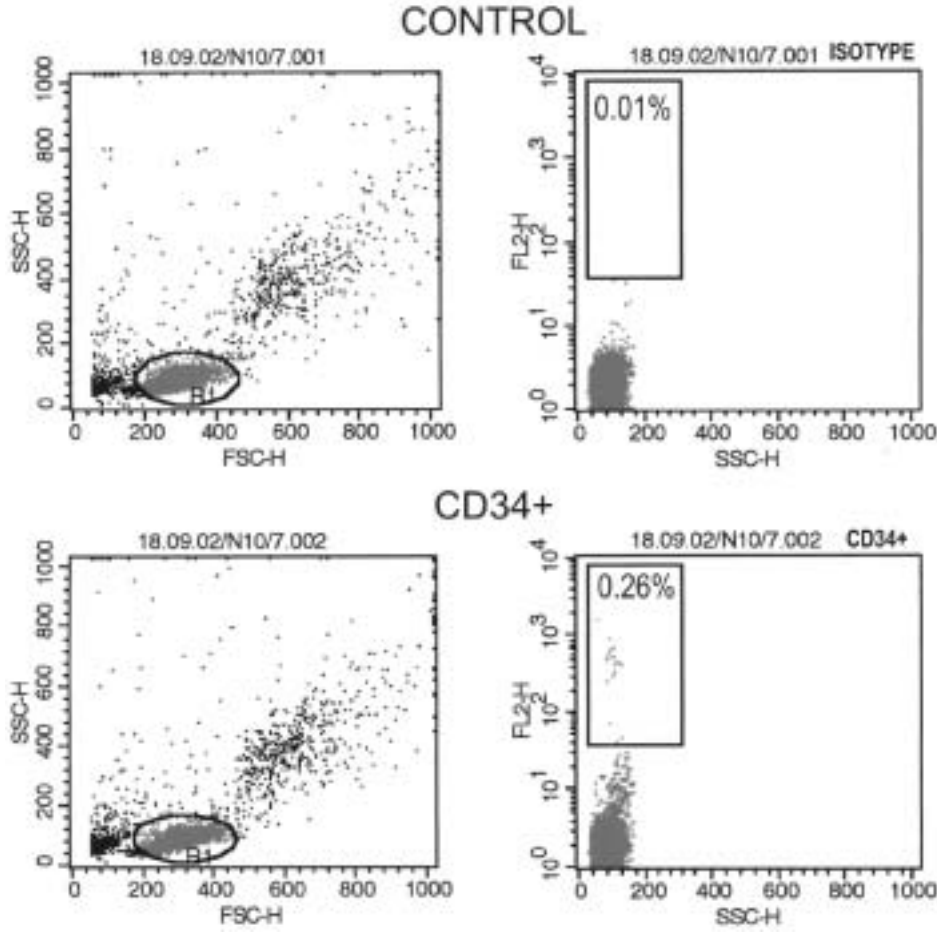 CONTROL
18.09.02/N10/7.001
SSC-H
0 200 400 600 800 1000
R1
0 200 400 600 800 1000
FSC-H
18.09.02/N10/7.001 ISOTYPE
0.01%
FL2-H
10^0 10^1 10^2 10^3 10^4
0 200 400 600 800 1000
SSC-H
CD34+
18.09.02/N10/7.002
SSC-H
0 200 400 600 800 1000
R1
0 200 400 600 800 1000
FSC-H
18.09.02/N10/7.002 CD34+
0.26%
FL2-H
10^0 10^1 10^2 10^3 10^4
0 200 400 600 800 1000
SSC-H